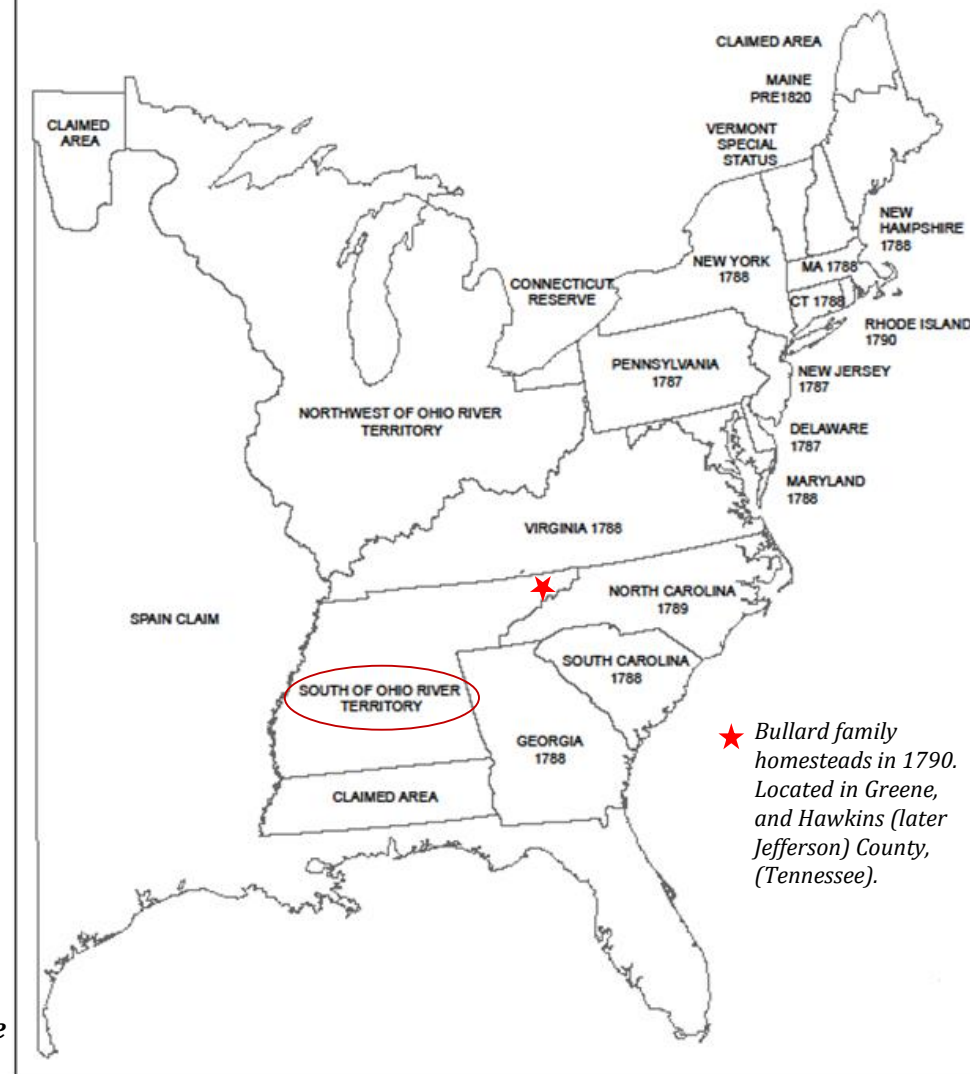 CLAIMED AREA
MAINE
PRE1820
VERMONT
SPECIAL
STATUS
CLAIMED
AREA
NEW
HAMPSHIRE
1788
NEW YORK
1788
MA 1788
CONNECTICUT
RESERVE
CT 1788
RHODE ISLAND
1790
PENNSYLVANIA
1787
NEW JERSEY
1787
NORTHWEST OF OHIO RIVER
TERRITORY
DELAWARE
1787
MARYLAND
1788
VIRGINIA 1788
NORTH CAROLINA
1789
SPAIN CLAIM
SOUTH CAROLINA
1788
SOUTH OF OHIO RIVER
TERRITORY
GEORGIA
1788
CLAIMED AREA
Bullard family
homesteads in 1790.
Located in Greene,
and Hawkins (later
Jefferson) County,
(Tennessee).
e